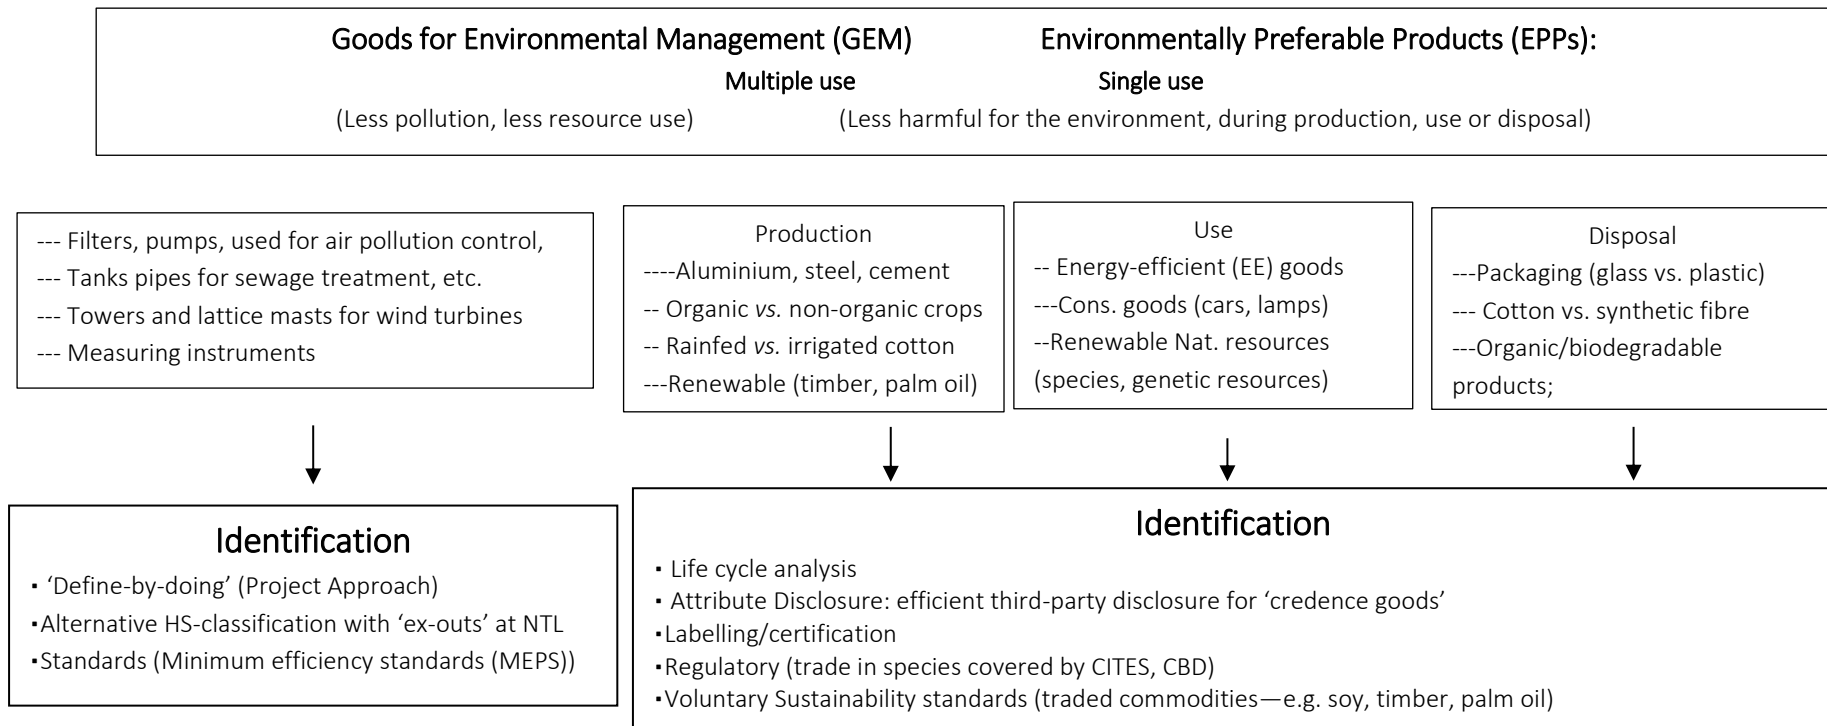 Goods for Environmental Management (GEM) Environmentally Preferable Products (EPPs):
Multiple use Single use
(Less pollution, less resource use) (Less harmful for the environment, during production, use or disposal)
--- Filters, pumps, used for air pollution control,
--- Tanks pipes for sewage treatment, etc.
--- Towers and lattice masts for wind turbines
--- Measuring instruments
Production
----Aluminium, steel, cement
-- Organic vs. non-organic crops
-- Rainfed vs. irrigated cotton
---Renewable (timber, palm oil)
Use
-- Energy-efficient (EE) goods
---Cons. goods (cars, lamps)
--Renewable Nat. resources
(species, genetic resources)
Disposal
---Packaging (glass vs. plastic)
--- Cotton vs. synthetic fibre
---Organic/biodegradable
products;
Identification
▪ ‘Define-by-doing’ (Project Approach)
▪Alternative HS-classification with ‘ex-outs’ at NTL
▪Standards (Minimum efficiency standards (MEPS))
Identification
▪ Life cycle analysis
▪ Attribute Disclosure: efficient third-party disclosure for ‘credence goods’
▪Labelling/certification
▪Regulatory (trade in species covered by CITES, CBD)
▪Voluntary Sustainability standards (traded commodities—e.g. soy, timber, palm oil)